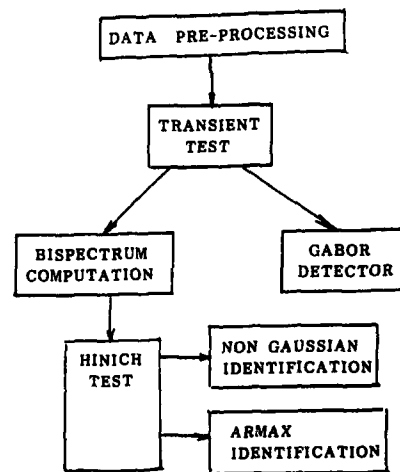 DATA PRE-PROCESSING
TRANSIENT
TEST
BISPECTRUM
COMPUTATION
GABOR
DETECTOR
HINICH
TEST
NON GAUSSIAN
IDENTIFICATION
ARMAX
IDENTIFICATION